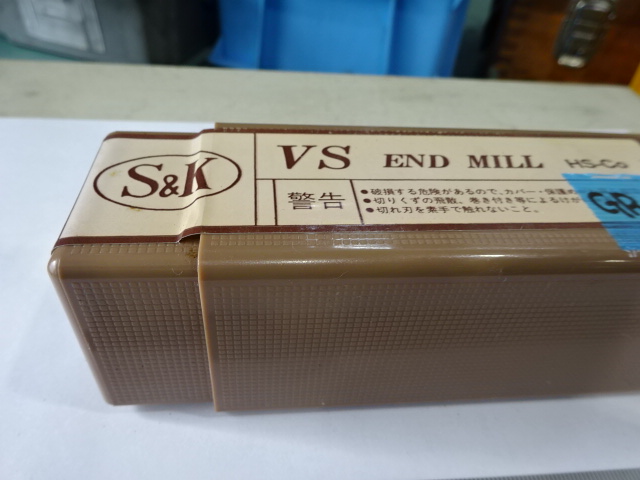 S&K
VS END MILL HS-Co
警告
●破損する危険があるので、カバー・保護
●切りくずの飛散、巻き付き等によるけが
●切れ刃を素手で触れないこと。